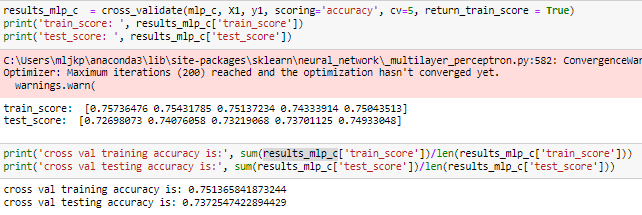 results_mlp_c  = cross_validate(mlp_c, X1, y1, scoring='accuracy', cv=5, return_train_score = True)
print('train_score: ', results_mlp_c['train_score'])
print('test_score: ', results_mlp_c['test_score'])
C:\Users\mljkp\anaconda3\lib\site-packages\sklearn\neural_network\_multilayer_perceptron.py:582: ConvergenceWar
Optimizer: Maximum iterations (200) reached and the optimization hasn't converged yet.
  warnings.warn(
train_score:  [0.75736476 0.75431785 0.75137234 0.74333914 0.75043513]
test_score:  [0.72698073 0.74076058 0.73219068 0.73701125 0.74933048]
print('cross val training accuracy is:', sum(results_mlp_c['train_score'])/len(results_mlp_c['train_score']))
print('cross val testing accuracy is:', sum(results_mlp_c['test_score'])/len(results_mlp_c['test_score']))
cross val training accuracy is: 0.751365841873244
cross val testing accuracy is: 0.7372547422894429